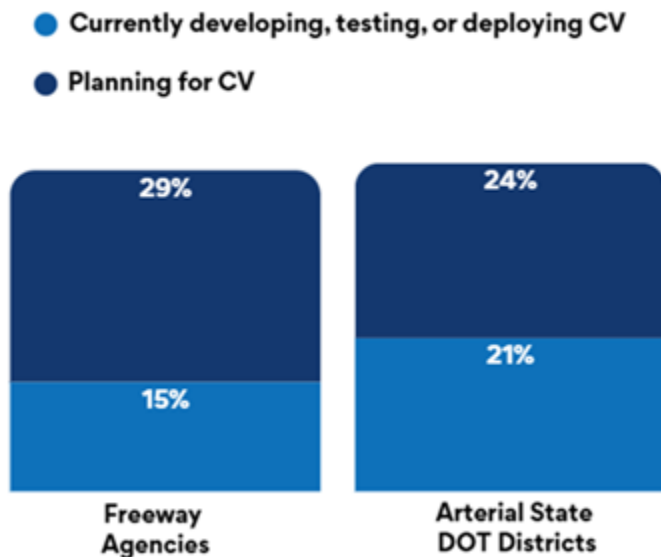 Currently developing, testing, or deploying CV
Planning for CV
29%
24%
15%
21%
Freeway
Agencies
Arterial State
DOT Districts